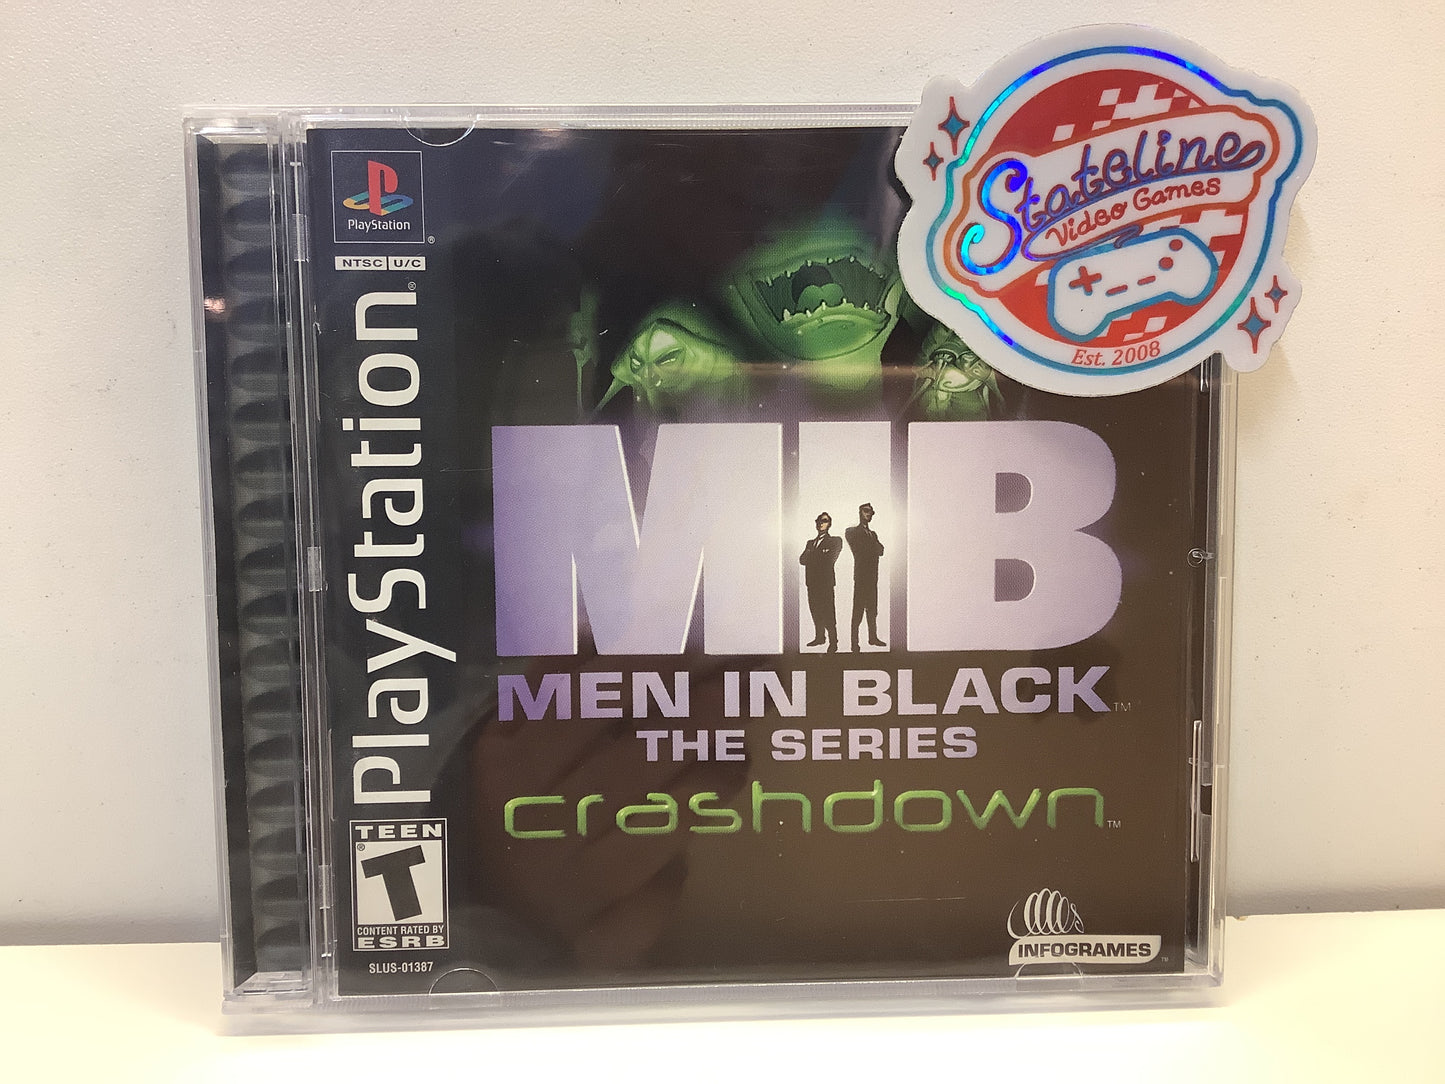 PlayStation®
NTSC U/C
PlayStation®
TEEN
®
T
CONTENT RATED BY
ESRB
SLUS-01387
MIB
MEN IN BLACK™
THE SERIES
crashdown™
INFOGRAMES™
Stateline
Video Games
Est. 2008